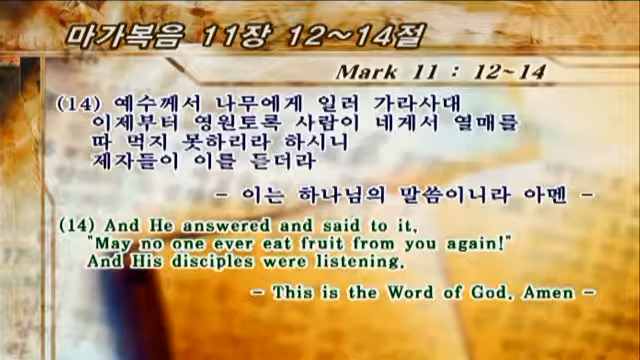 마가복음 11장 12~14절
Mark 11 : 12~14
(14) 예수께서 나무에게 일러 가라사대
이제부터 영원토록 사람이 네게서 열매를
따 먹지 못하리라 하시니
제자들이 이를 듣더라
- 이는 하나님의 말씀이니라 아멘 -
(14) And He answered and said to it,
"May no one ever eat fruit from you again!"
And His disciples were listening.
- This is the Word of God, Amen -